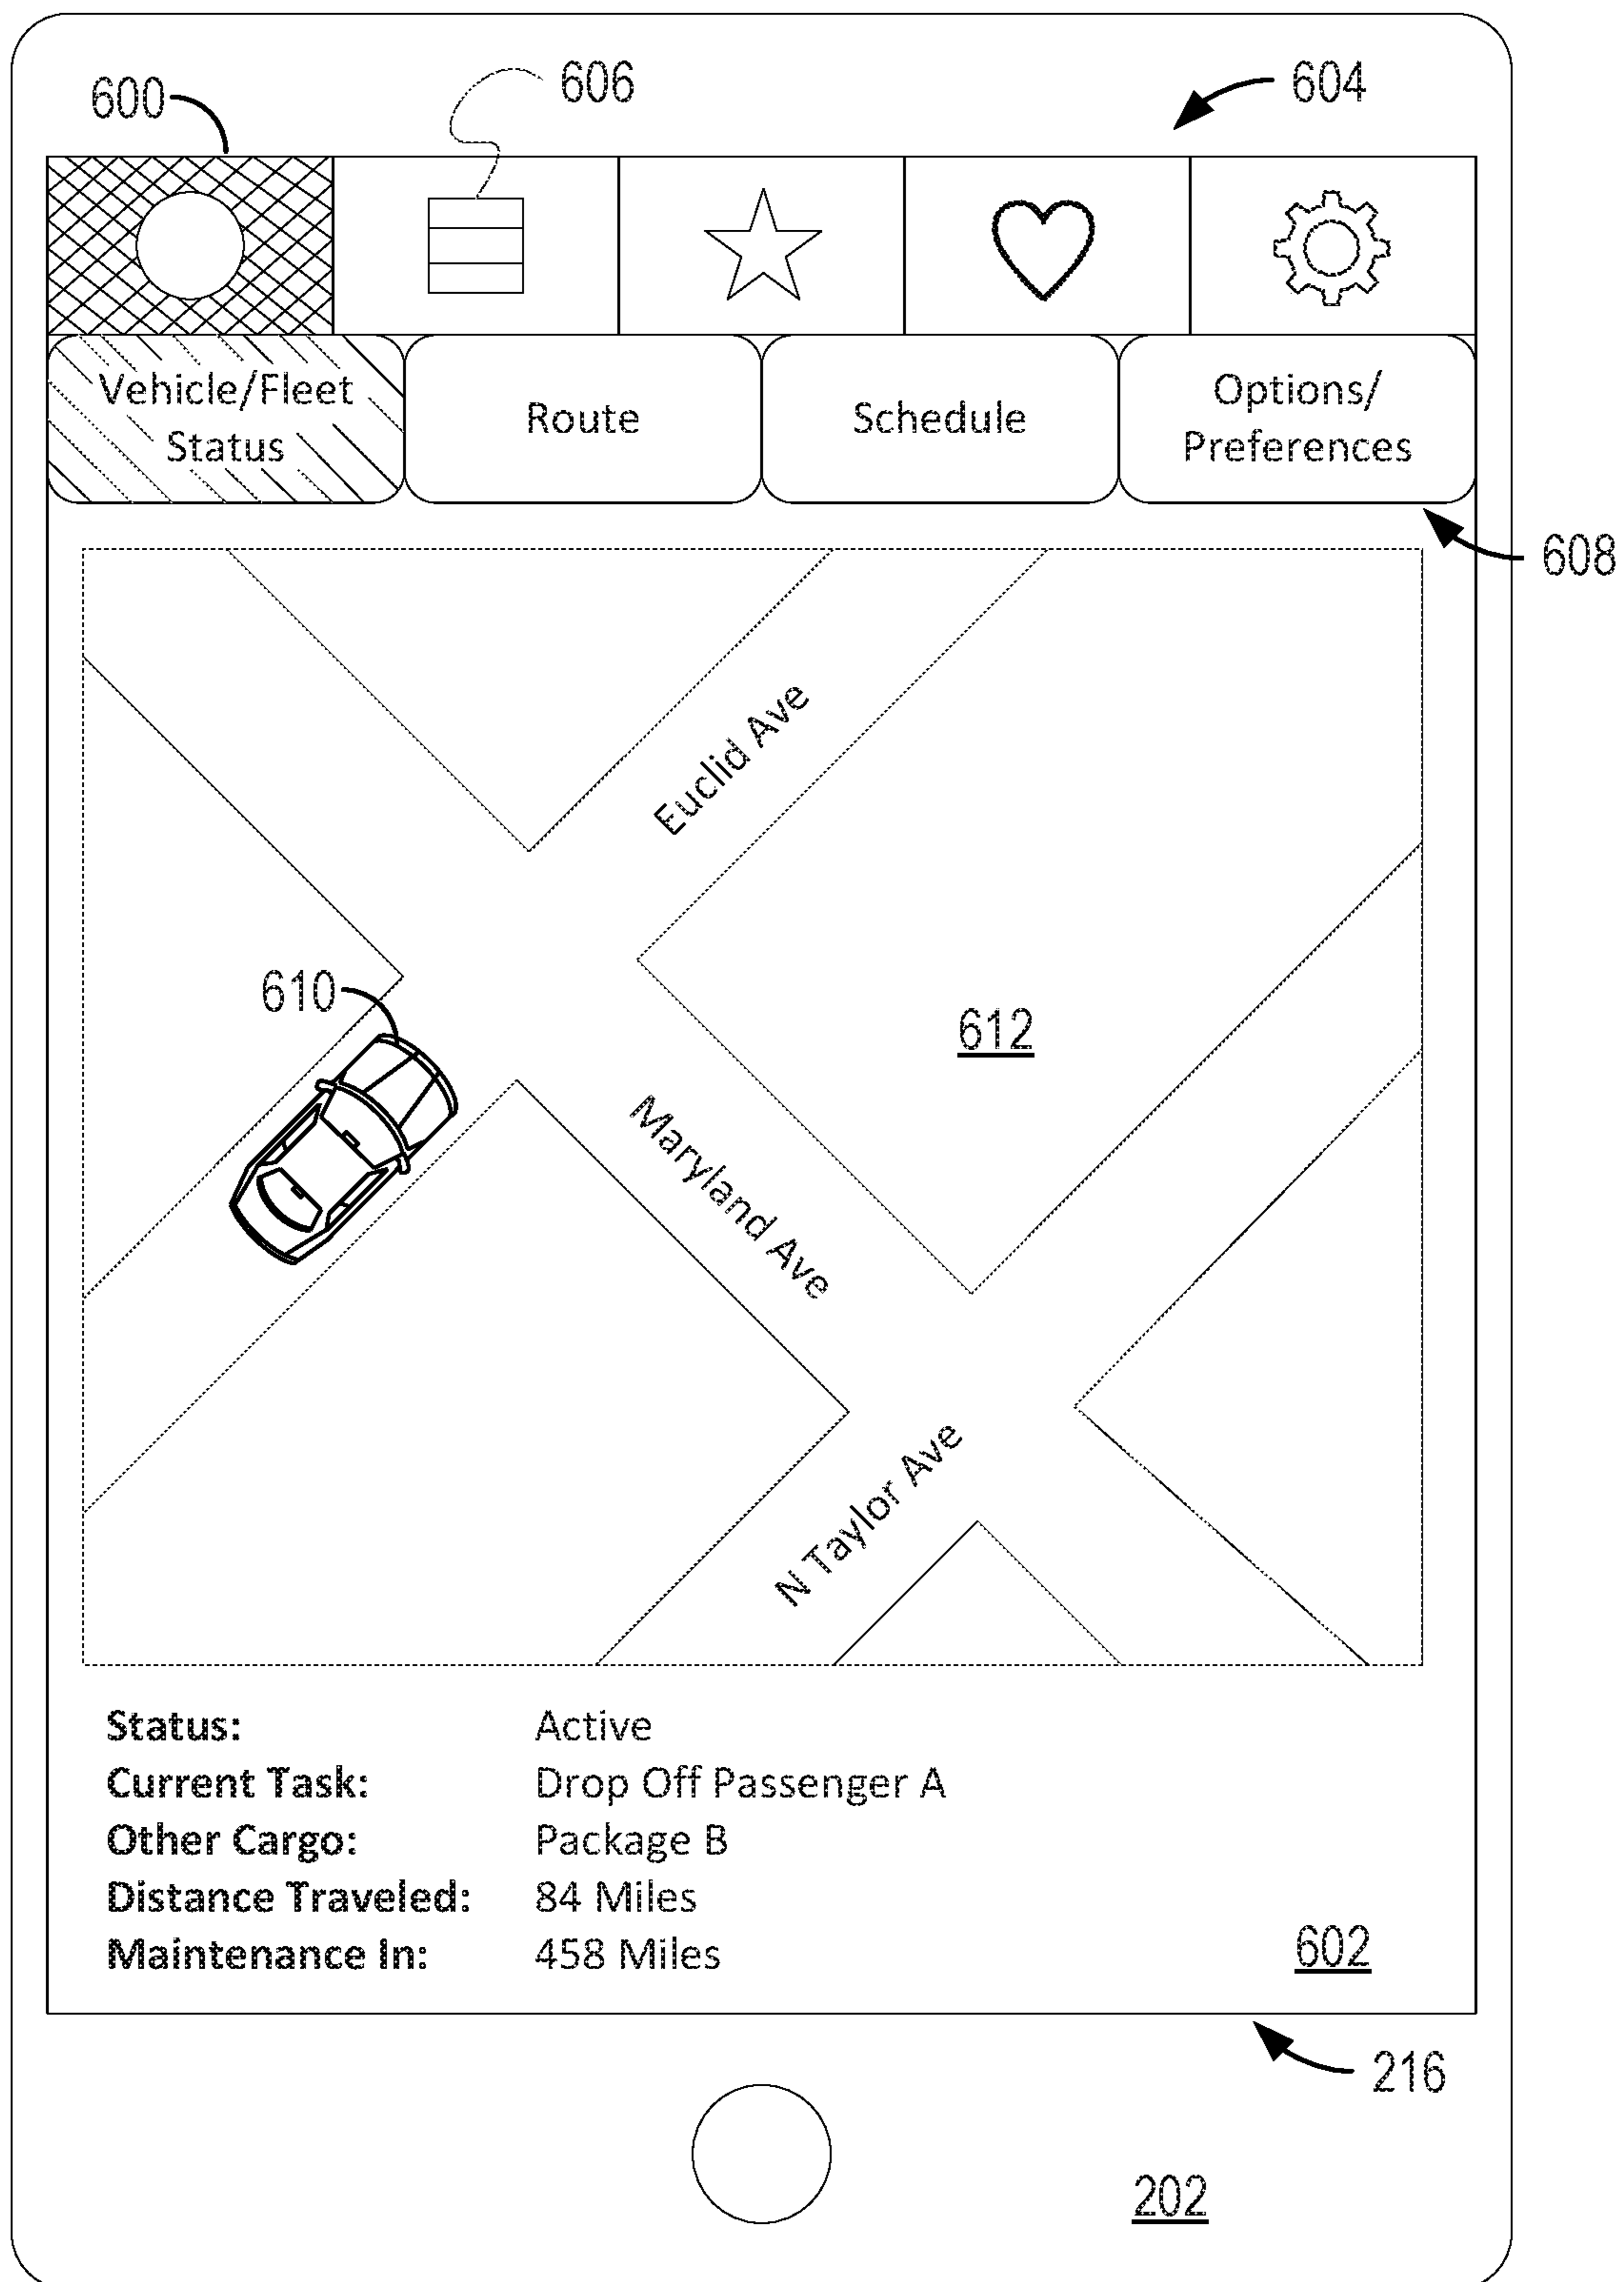 600
606
604
Vehicle/Fleet
Status
Route
Schedule
Options/
Preferences
608
Euclid Ave
610
612
Maryland Ave
N Taylor Ave
Status: Active
Current Task: Drop Off Passenger A
Other Cargo: Package B
Distance Traveled: 84 Miles
Maintenance In: 458 Miles
602
216
202